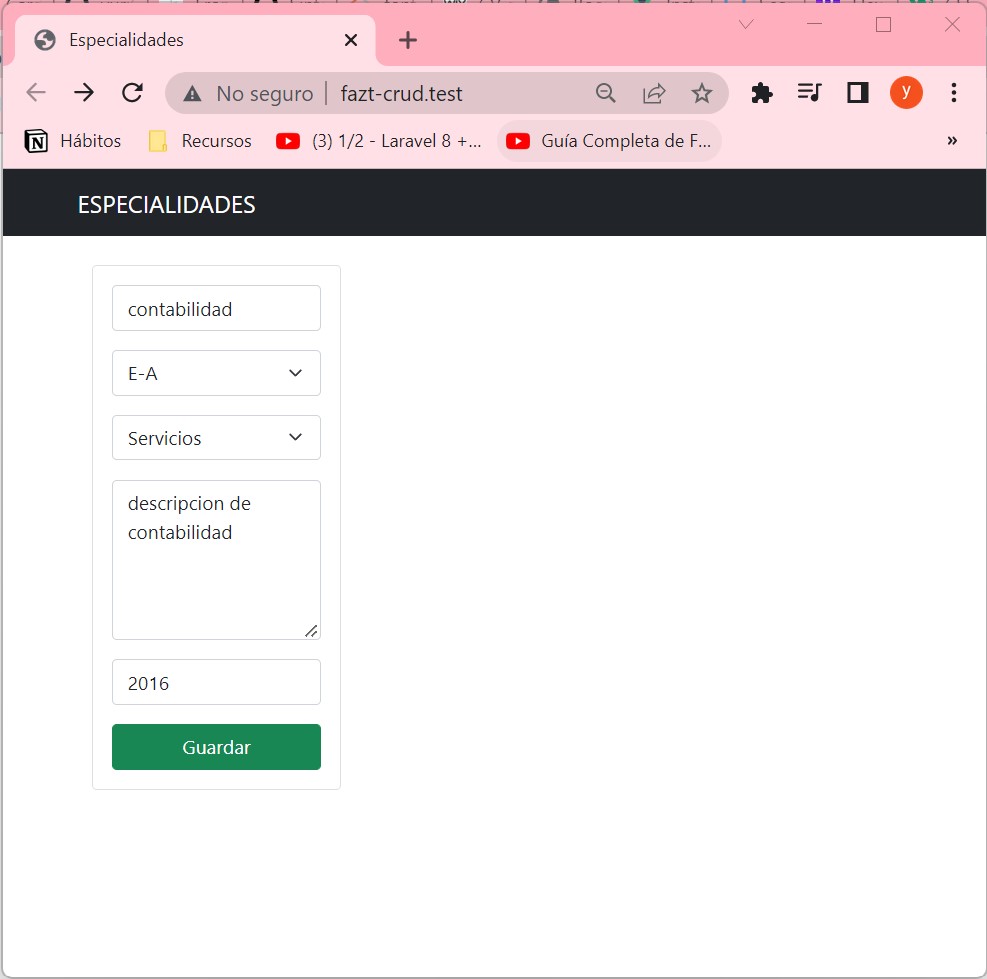 Especialidades
No seguro
fazt-crud.test
y
Hábitos
Recursos
(3) 1/2 - Laravel 8 +...
Guía Completa de F...
»
ESPECIALIDADES
contabilidad
E-A
Servicios
descripcion de
contabilidad
2016
Guardar